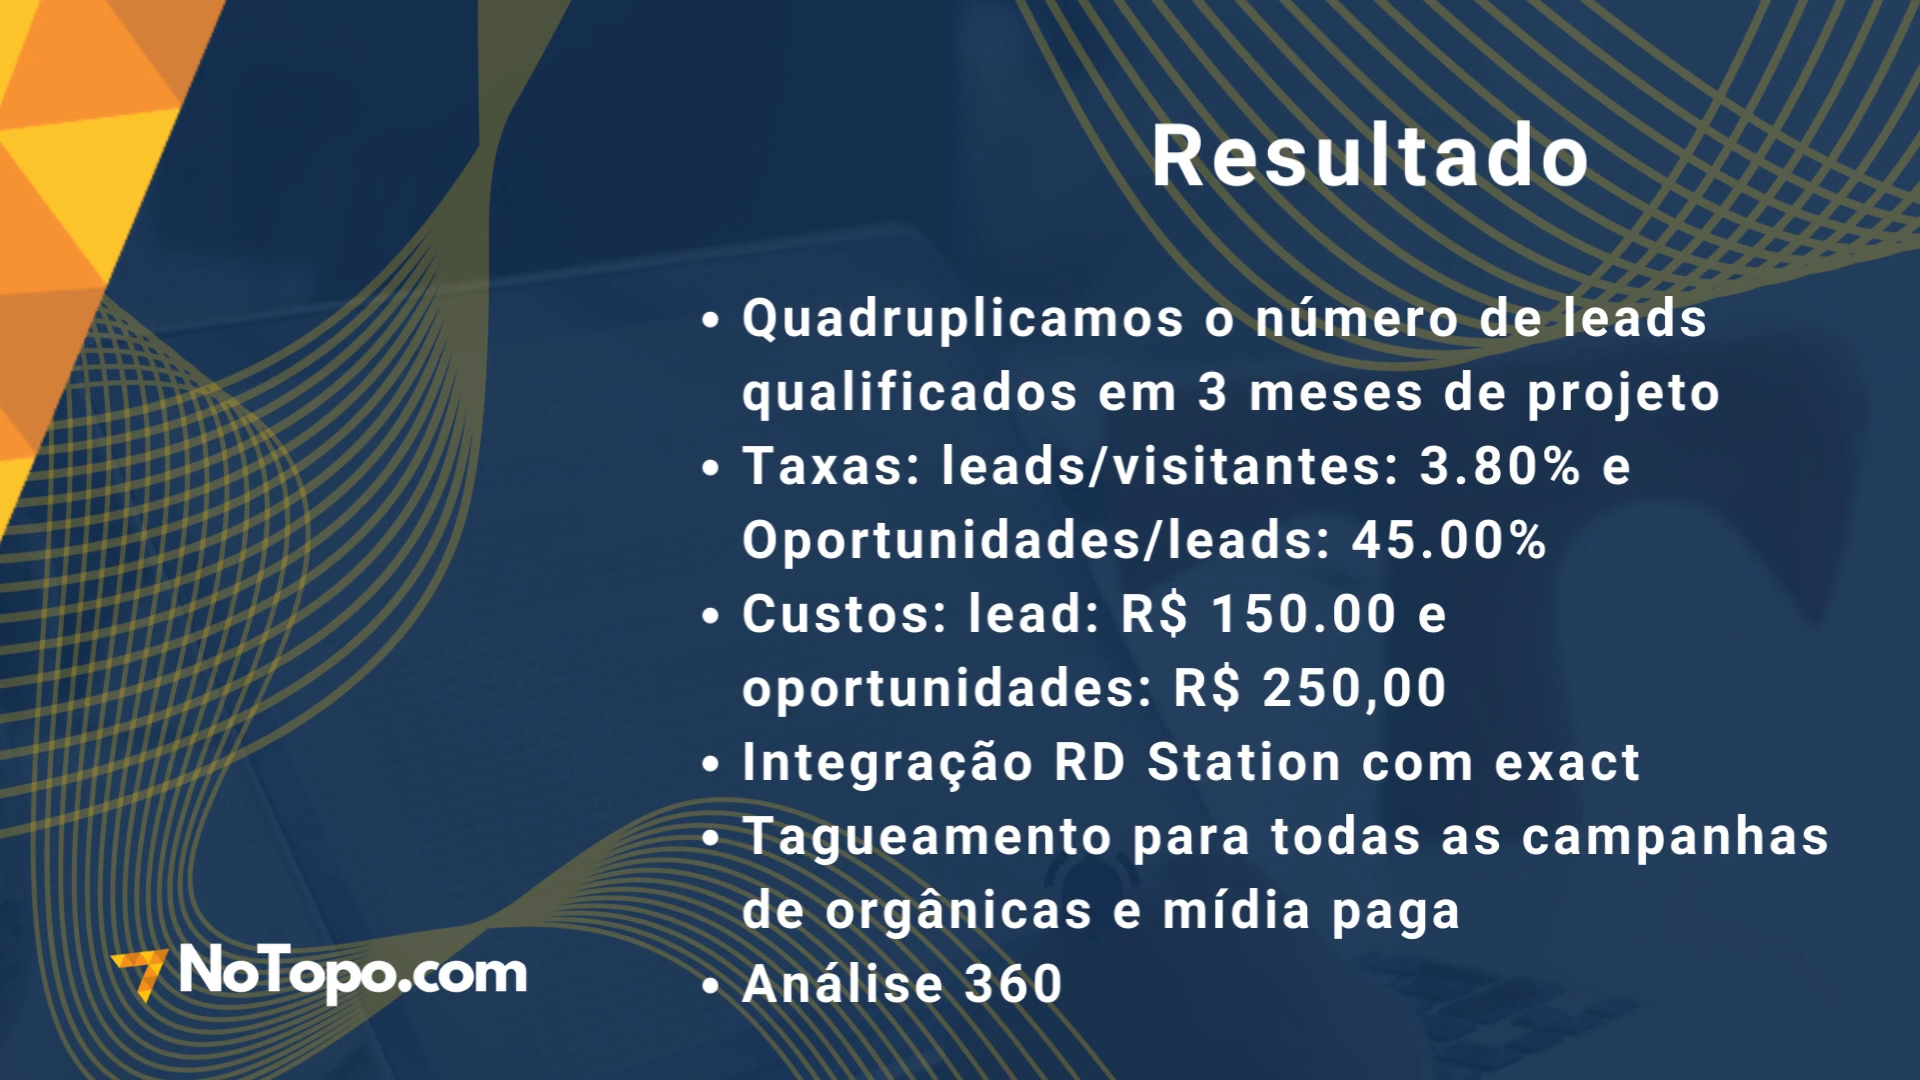 Resultado
• Quadruplicamos o número de leads
qualificados em 3 meses de projeto
• Taxas: leads/visitantes: 3.80% e
Oportunidades/leads: 45.00%
• Custos: lead: R$ 150.00 e
oportunidades: R$ 250,00
• Integração RD Station com exact
• Tagueamento para todas as campanhas
de orgânicas e mídia paga
• Análise 360
NoTopo.com